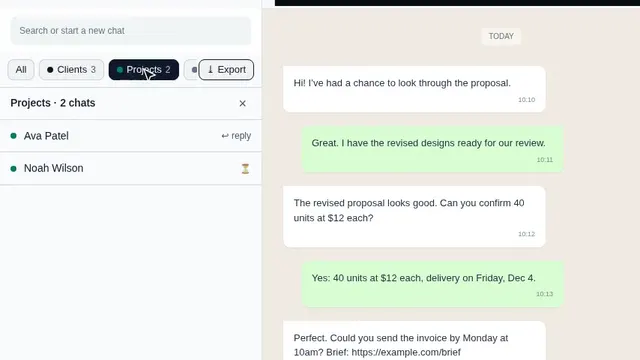 Search or start a new chat
All
Clients 3
Projects 2
⤓ Export
Projects · 2 chats ×
Ava Patel ↩ reply
Noah Wilson ⏳
TODAY
Hi! I've had a chance to look through the proposal.
10:10
Great. I have the revised designs ready for our review.
10:11
The revised proposal looks good. Can you confirm 40
units at $12 each?
10:12
Yes: 40 units at $12 each, delivery on Friday, Dec 4.
10:13
Perfect. Could you send the invoice by Monday at
10am? Brief: https://example.com/brief